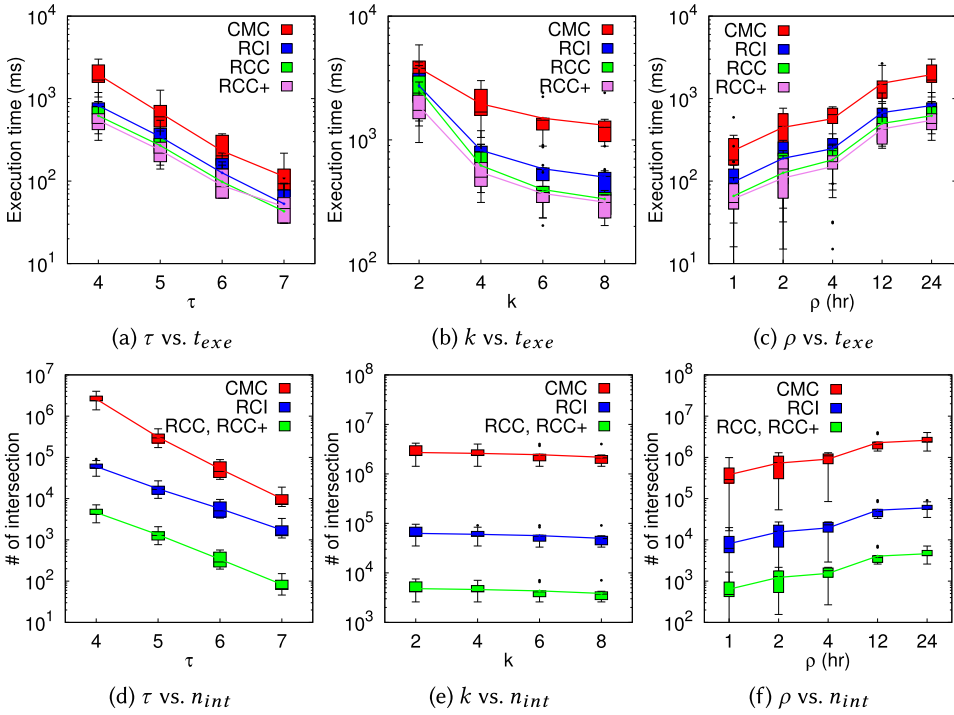 10^4
10^3
10^2
10^1
Execution time (ms)
CMC
RCI
RCC
RCC+
4 5 6 7
τ
(a) τ vs. t_exe
10^4
10^3
10^2
Execution time (ms)
CMC
RCI
RCC
RCC+
2 4 6 8
k
(b) k vs. t_exe
10^4
10^3
10^2
10^1
Execution time (ms)
CMC
RCI
RCC
RCC+
1 2 4 12 24
ρ (hr)
(c) ρ vs. t_exe
10^7
10^6
10^5
10^4
10^3
10^2
10^1
# of intersection
CMC
RCI
RCC, RCC+
4 5 6 7
τ
(d) τ vs. n_int
10^8
10^7
10^6
10^5
10^4
10^3
# of intersection
CMC
RCI
RCC, RCC+
2 4 6 8
k
(e) k vs. n_int
10^8
10^7
10^6
10^5
10^4
10^3
10^2
# of intersection
CMC
RCI
RCC, RCC+
1 2 4 12 24
ρ (hr)
(f) ρ vs. n_int